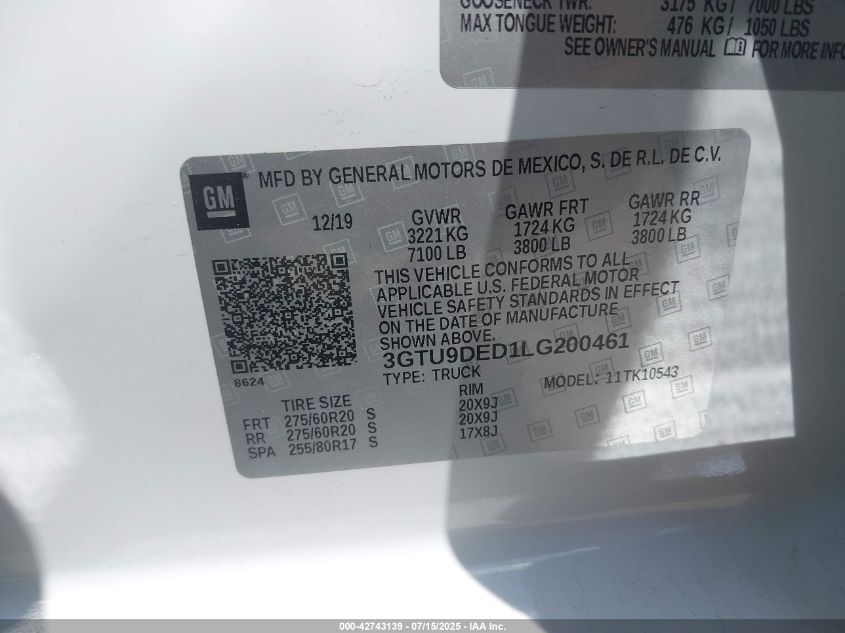 GOOSENECK TWR: 3175 KG/ 7000 LBS
MAX TONGUE WEIGHT: 476 KG/ 1050 LBS
SEE OWNER'S MANUAL FOR MORE INFO
GM ® MFD BY GENERAL MOTORS DE MEXICO, S. DE R.L. DE C.V.
12/19 GVWR GAWR FRT GAWR RR
3221 KG 1724 KG 1724 KG
7100 LB 3800 LB 3800 LB
THIS VEHICLE CONFORMS TO ALL
APPLICABLE U.S. FEDERAL MOTOR
VEHICLE SAFETY STANDARDS IN EFFECT
ON THE DATE OF MANUFACTURE
SHOWN ABOVE.
3GTU9DED1LG200461
8624 TYPE: TRUCK MODEL: 11TK10543
TIRE SIZE RIM
FRT 275/60R20 S 20X9J
RR 275/60R20 S 20X9J
SPA 255/80R17 S 17X8J
000-42743139 - 07/15/2025 - IAA Inc.